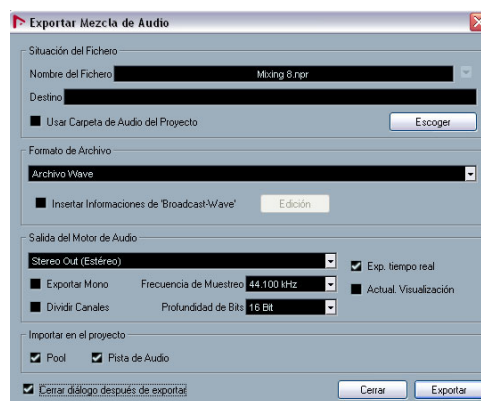 Exportar Mezcla de Audio
Situación del Fichero
Nombre del Fichero Mixing 8.npr
Destino
Usar Carpeta de Audio del Proyecto Escoger
Formato de Archivo
Archivo Wave
Insertar Informaciones de 'Broadcast-Wave' Edición
Salida del Motor de Audio
Stereo Out (Estéreo) Exp. tiempo real
Exportar Mono Frecuencia de Muestreo 44.100 kHz Actual. Visualización
Dividir Canales Profundidad de Bits 16 Bit
Importar en el proyecto
Pool Pista de Audio
Cerrar diálogo después de exportar Cerrar Exportar